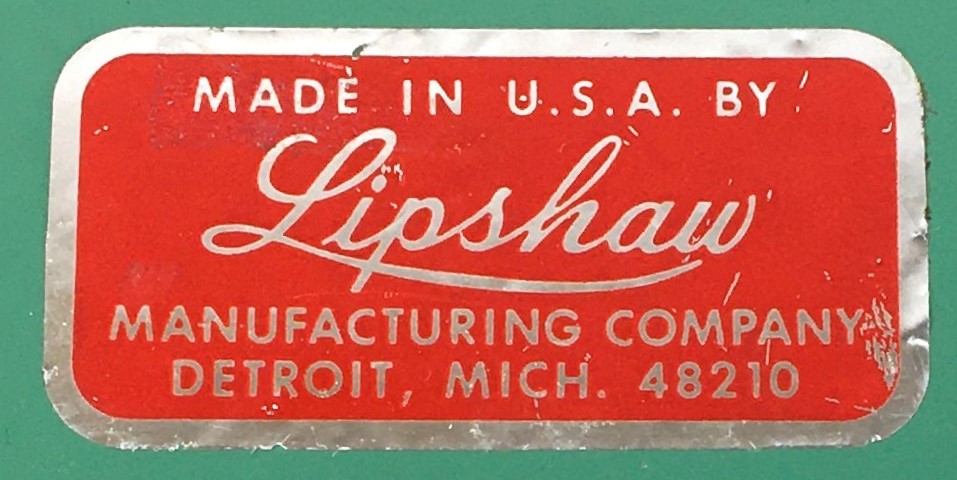 MADE IN U.S.A. BY
Lipshaw
MANUFACTURING COMPANY
DETROIT, MICH. 48210